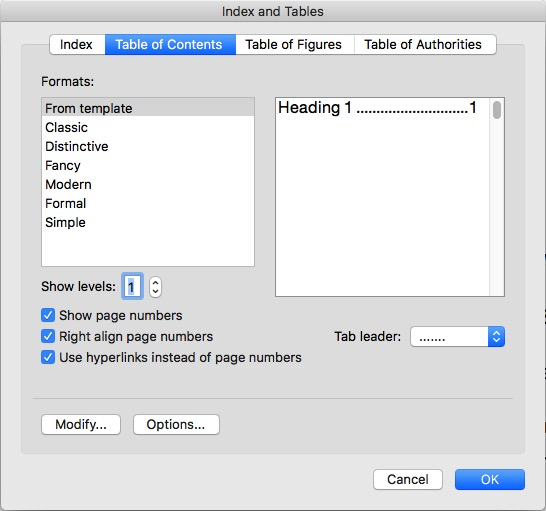 Index and Tables
Index Table of Contents Table of Figures Table of Authorities
Formats:
From template
Classic
Distinctive
Fancy
Modern
Formal
Simple
Heading 1 ............................1
Show levels: 1
Show page numbers
Right align page numbers
Tab leader: .......
Use hyperlinks instead of page numbers
Modify... Options...
Cancel OK